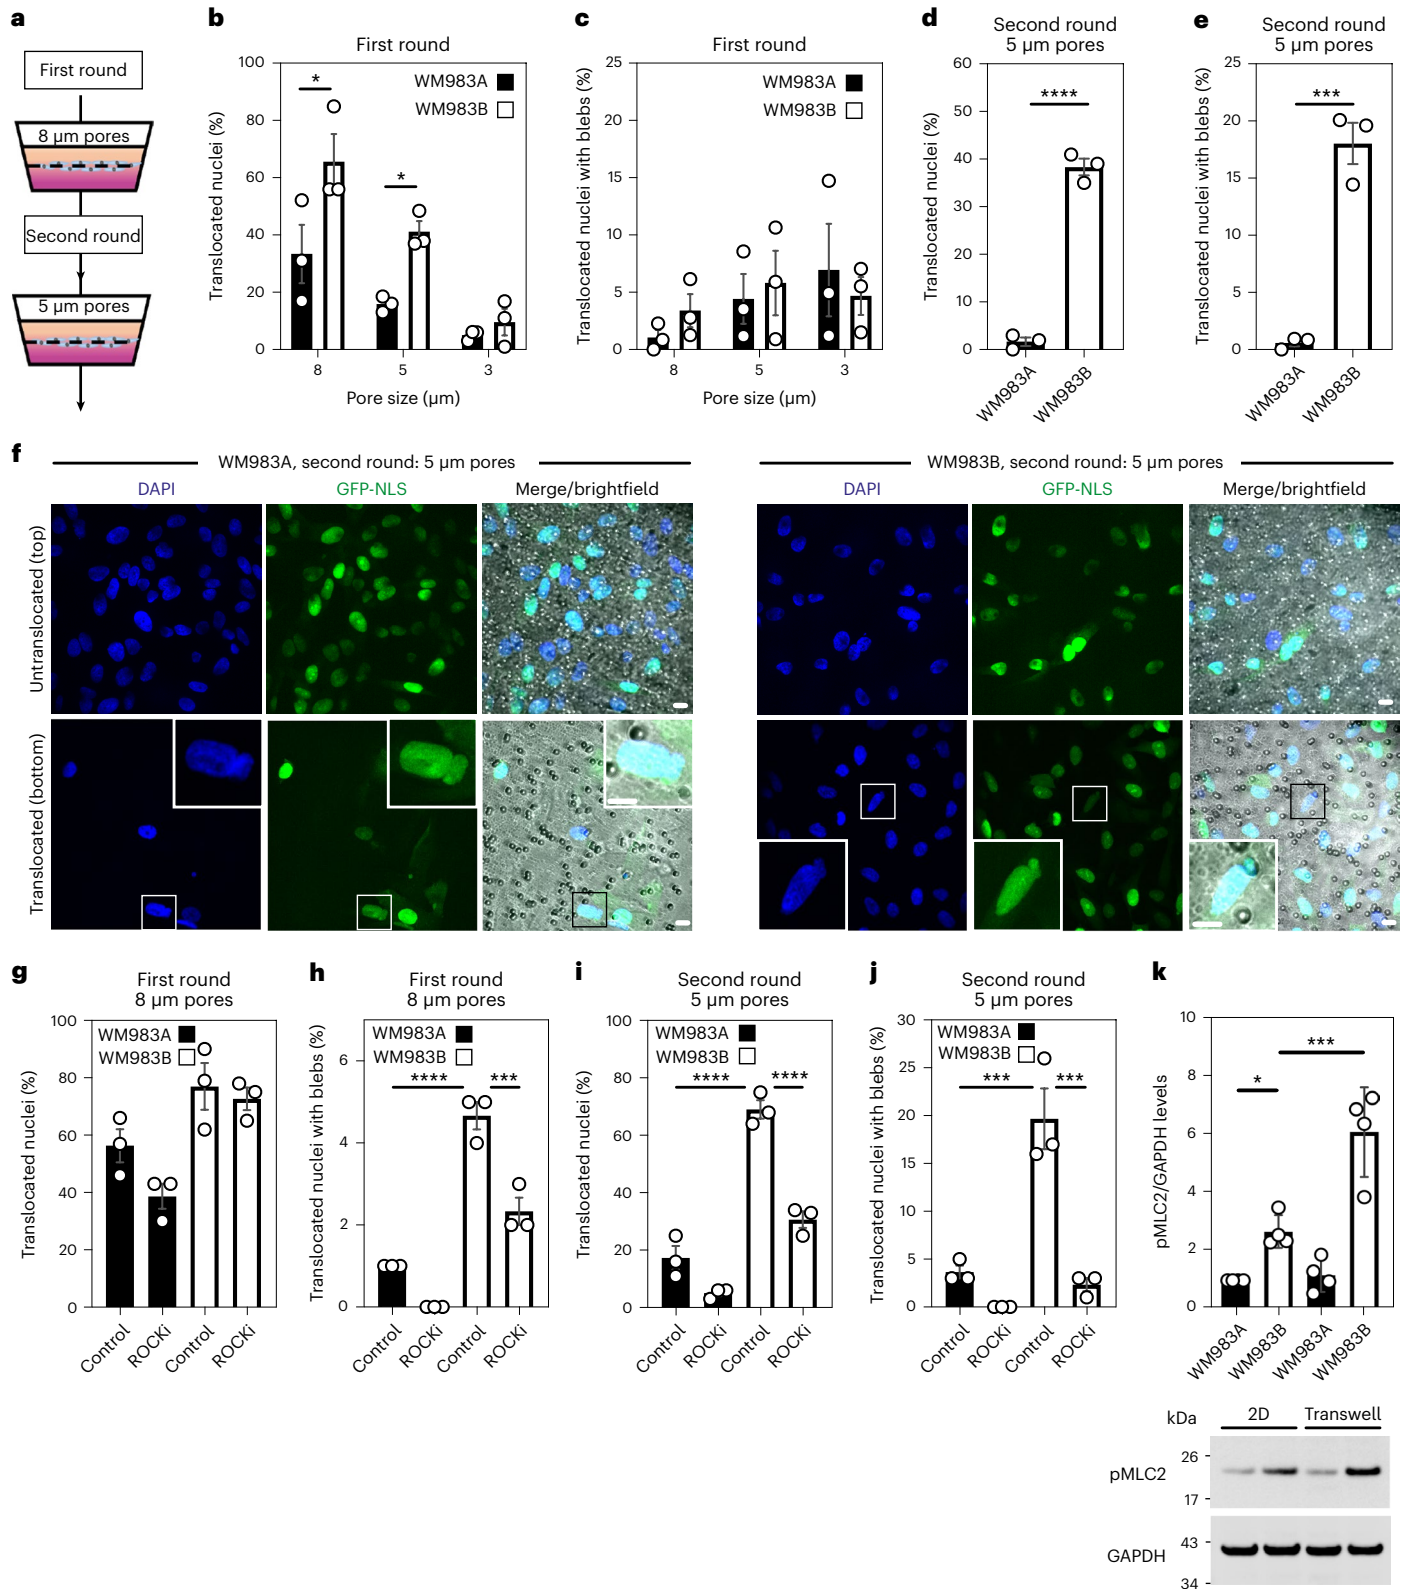 a
First round
8 µm pores
Second round
5 µm pores
b
First round
Translocated nuclei (%)
100
80
60
40
20
0
*
*
WM983A
WM983B
8
5
3
Pore size (µm)
c
First round
Translocated nuclei with blebs (%)
25
20
15
10
5
0
WM983A
WM983B
8
5
3
Pore size (µm)
d
Second round
5 µm pores
Translocated nuclei (%)
60
50
40
30
20
10
0
****
WM983A
WM983B
e
Second round
5 µm pores
Translocated nuclei with blebs (%)
25
20
15
10
5
0
***
WM983A
WM983B
f
WM983A, second round: 5 µm pores
DAPI
GFP-NLS
Merge/brightfield
WM983B, second round: 5 µm pores
DAPI
GFP-NLS
Merge/brightfield
Untranslocated (top)
Translocated (bottom)
g
First round
8 µm pores
Translocated nuclei (%)
100
80
60
40
20
0
WM983A
WM983B
Control
ROCKi
Control
ROCKi
h
First round
8 µm pores
Translocated nuclei with blebs (%)
6
4
2
0
WM983A
WM983B
****
***
Control
ROCKi
Control
ROCKi
i
Second round
5 µm pores
Translocated nuclei (%)
100
80
60
40
20
0
WM983A
WM983B
****
****
Control
ROCKi
Control
ROCKi
j
Second round
5 µm pores
Translocated nuclei with blebs (%)
30
25
20
15
10
5
0
WM983A
WM983B
***
***
Control
ROCKi
Control
ROCKi
k
pMLC2/GAPDH levels
10
8
6
4
2
0
*
***
WM983A
WM983B
WM983A
WM983B
kDa
2D
Transwell
26
pMLC2
17
43
GAPDH
34